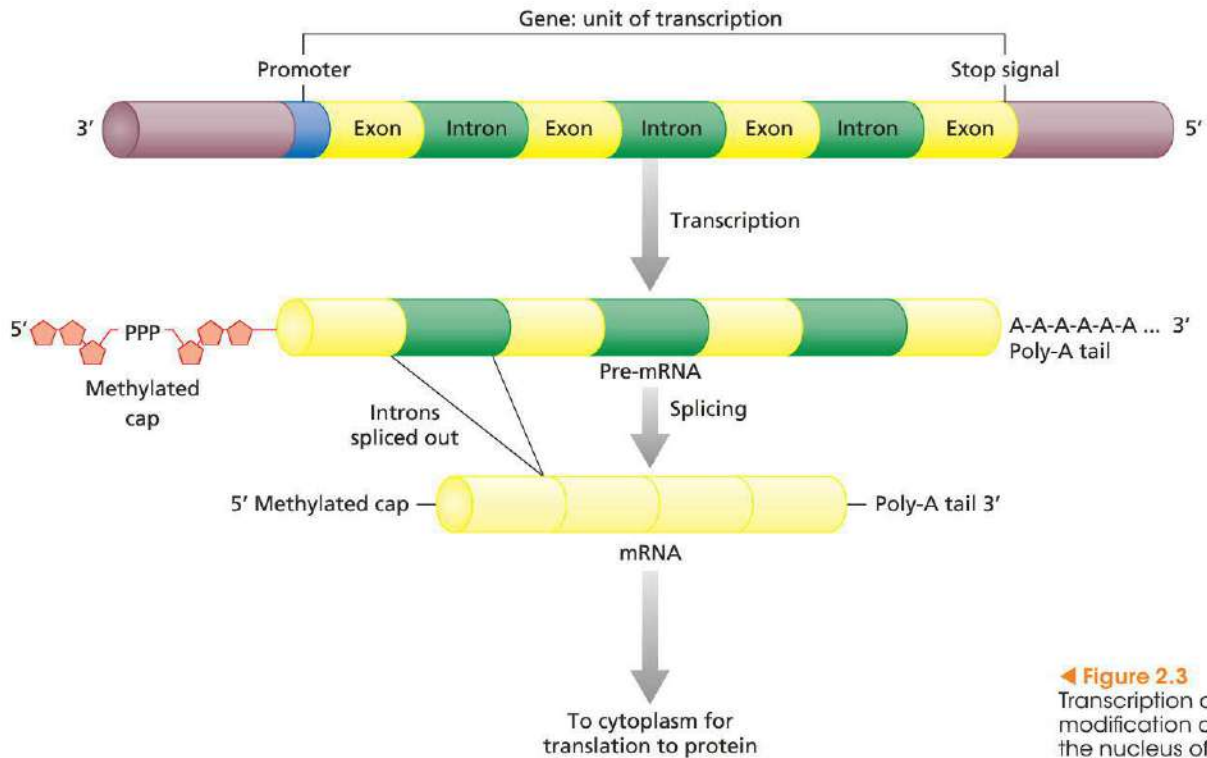 Gene: unit of transcription
Promoter
Stop signal
3′
Exon
Intron
Exon
Intron
Exon
Intron
Exon
5′
Transcription
5′
PPP
A-A-A-A-A-A ... 3′
Poly-A tail
Methylated
cap
Pre-mRNA
Introns
spliced out
Splicing
5′ Methylated cap
Poly-A tail 3′
mRNA
To cytoplasm for
translation to protein
◀ Figure 2.3
Transcription
modification
the nucleus of